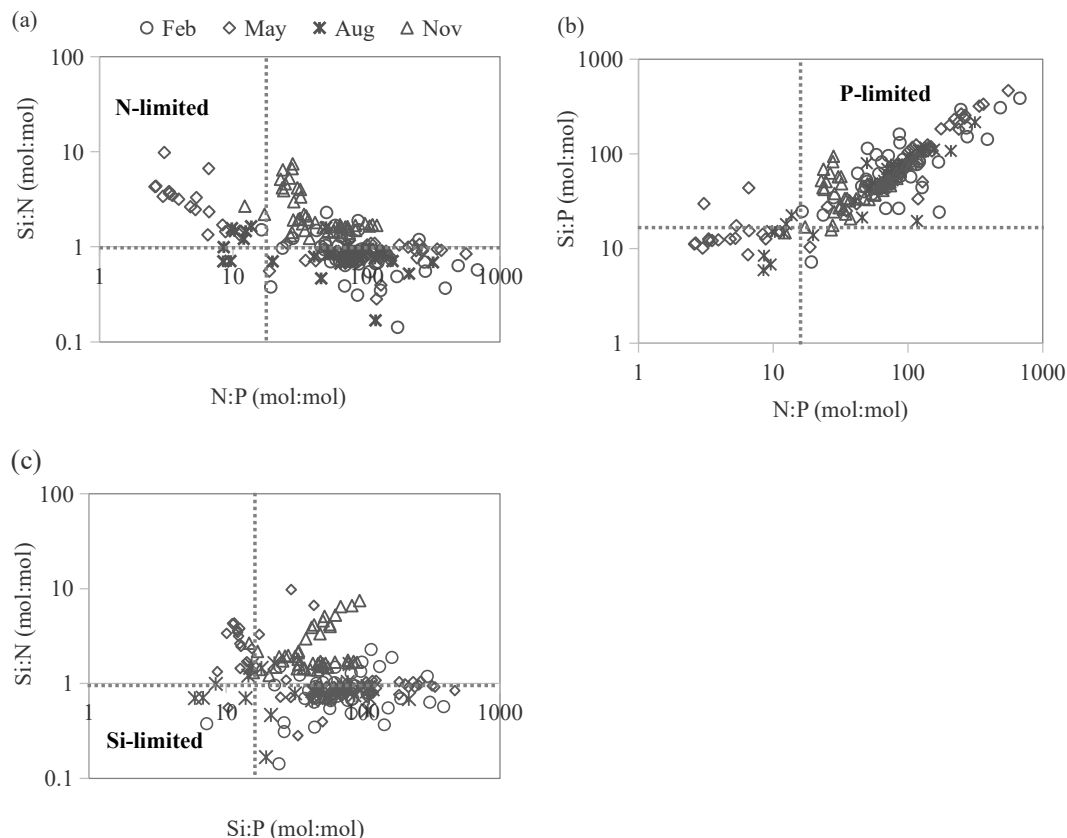 (a)
Feb May Aug Nov
100
10
1
0.1
1 10 100 1000
N-limited
Si:N (mol:mol)
N:P (mol:mol)
(b)
1000
100
10
1
1 10 100 1000
P-limited
Si:P (mol:mol)
N:P (mol:mol)
(c)
100
10
1
0.1
1 10 100 1000
Si-limited
Si:N (mol:mol)
Si:P (mol:mol)